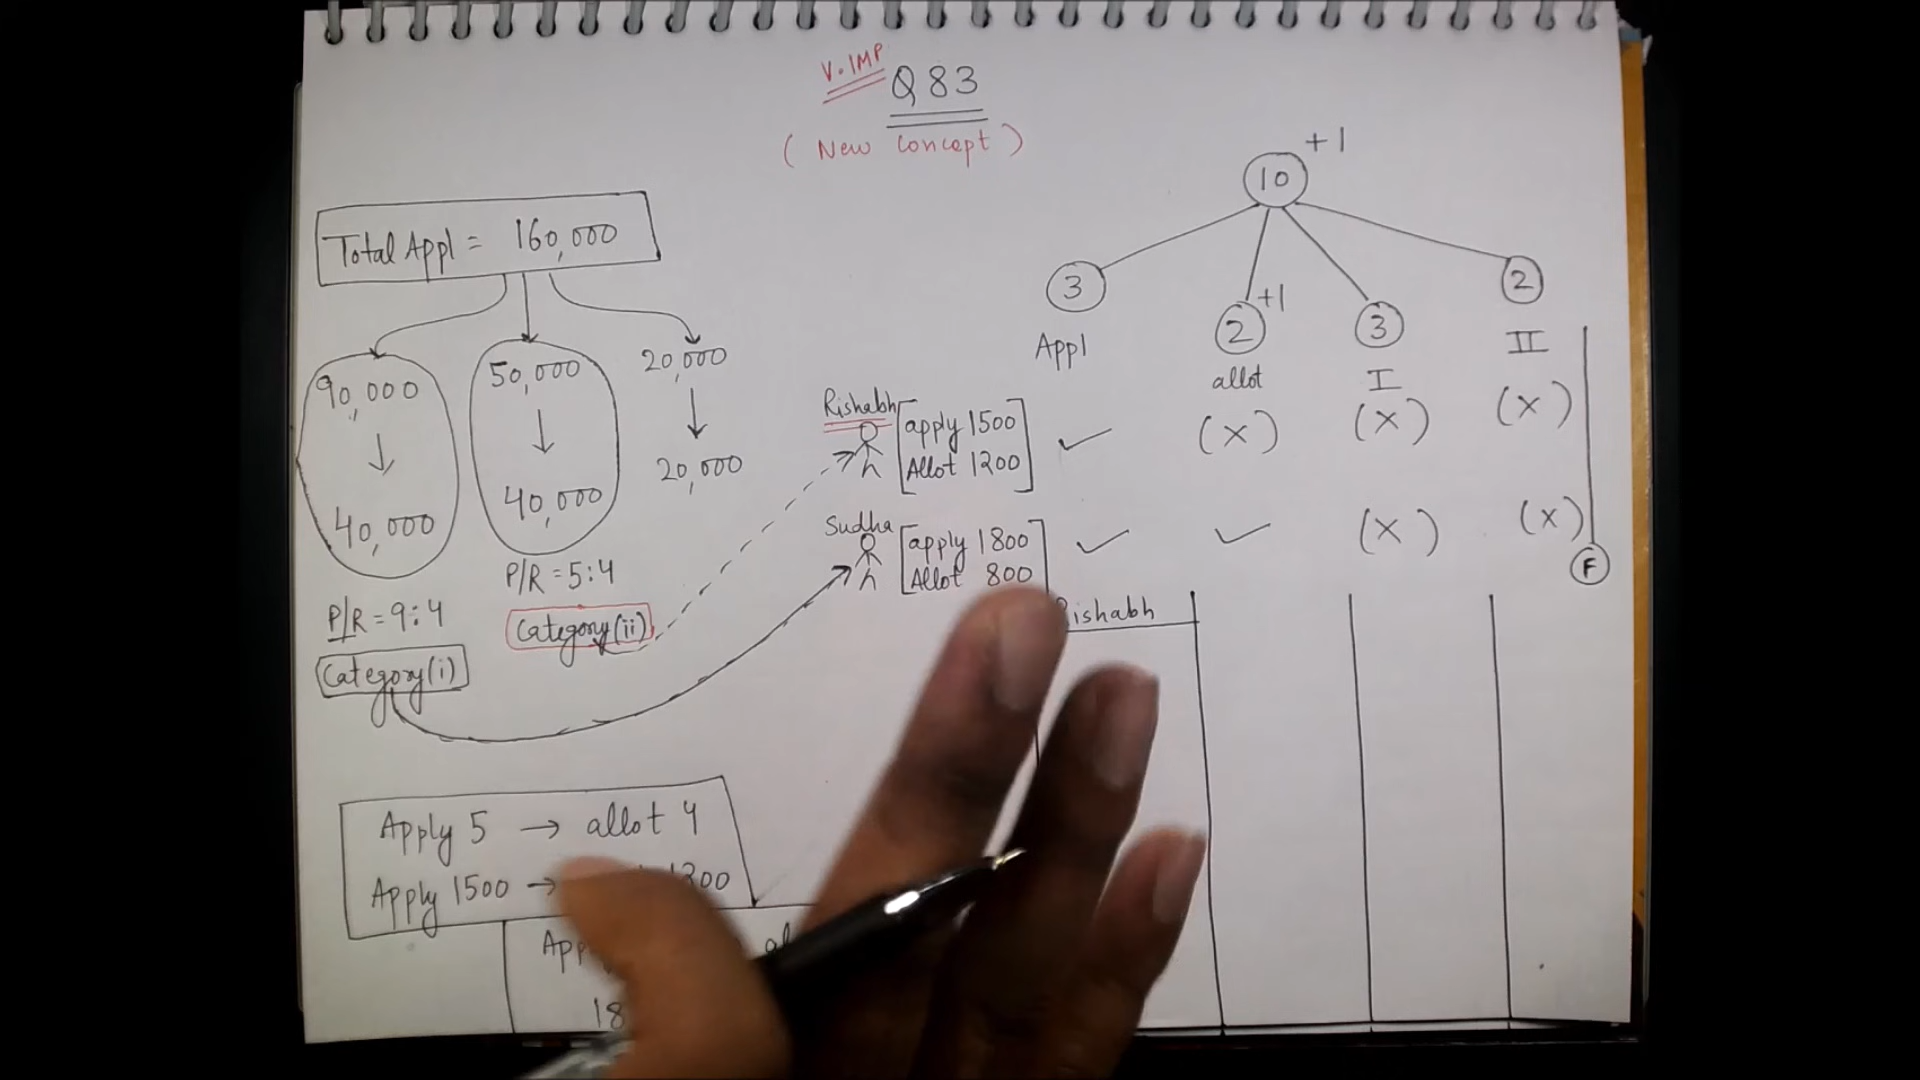 V.IMP
Q 83
( New Concept )
Total Appl = 160,000
90,000
40,000
P/R = 9:4
Category(i)
50,000
40,000
P/R = 5:4
Category(ii)
20,000
20,000
Rishabh
apply 1500
Allot 1200
Sudha
apply 1800
Allot 800
+1
10
3
Appl
2 +1
allot
3
I
2
II
(x) (x) (x)
(x) (x)
F
Apply 5 → allot 4
Apply 1500 → 1200
18